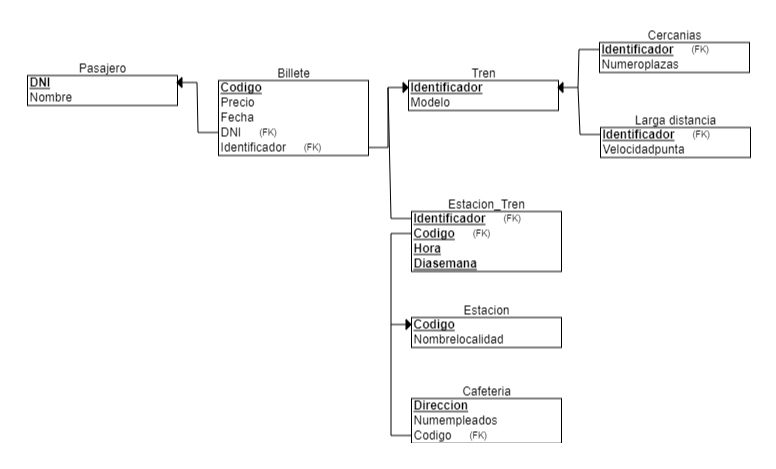 Pasajero
DNI
Nombre
Billete
Codigo
Precio
Fecha
DNI (FK)
Identificador (FK)
Tren
Identificador
Modelo
Cercanias
Identificador (FK)
Numeroplazas
Larga distancia
Identificador (FK)
Velocidadpunta
Estacion_Tren
Identificador (FK)
Codigo (FK)
Hora
Diasemana
Estacion
Codigo
Nombrelocalidad
Cafeteria
Direccion
Numempleados
Codigo (FK)